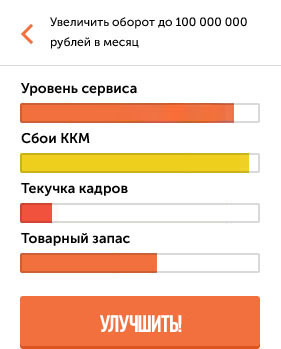 Увеличить оборот до 100 000 000
рублей в месяц
Уровень сервиса
Сбои ККМ
Текучка кадров
Товарный запас
УЛУЧШИТЬ!